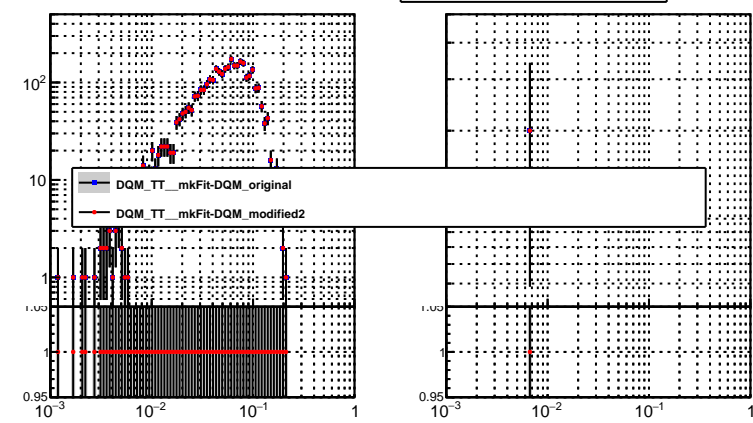 10²
10
DQM_TT__mkFit-DQM_original
DQM_TT__mkFit-DQM_modified2
1
1.05 1.05
1 1
0.95 0.95
10⁻³ 10⁻² 10⁻¹ 1 10⁻³ 10⁻² 10⁻¹ 1